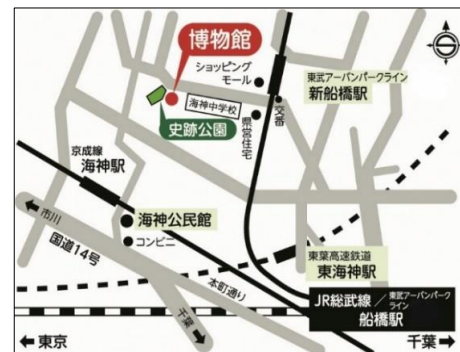 博物館
ショッピング
モール
東武アーバンパークライン
新船橋駅
海神中学校
交番
県営住宅
史跡公園
京成線
海神駅
海神公民館
コンビニ
市川
国道14号
本町通り
東葉高速鉄道
東海神駅
JR総武線/東武アーバンパーク
ライン
船橋駅
千葉
←東京
千葉→